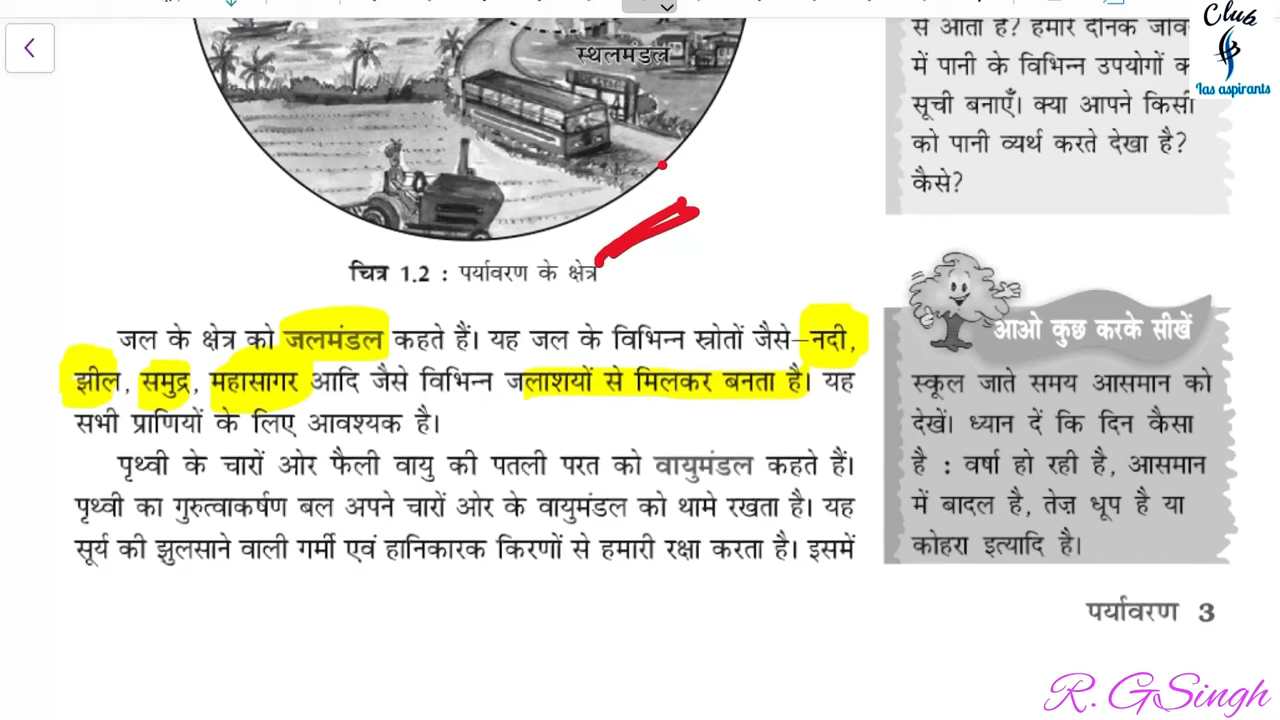 स्थलमंडल
चित्र 1.2 : पर्यावरण के क्षेत्र
जल के क्षेत्र को जलमंडल कहते हैं। यह जल के विभिन्न स्रोतों जैसे–नदी,
झील, समुद्र, महासागर आदि जैसे विभिन्न जलाशयों से मिलकर बनता है। यह
सभी प्राणियों के लिए आवश्यक है।
पृथ्वी के चारों ओर फैली वायु की पतली परत को वायुमंडल कहते हैं।
पृथ्वी का गुरुत्वाकर्षण बल अपने चारों ओर के वायुमंडल को थामे रखता है। यह
सूर्य की झुलसाने वाली गर्मी एवं हानिकारक किरणों से हमारी रक्षा करता है। इसमें
से आता है? हमारे दैनिक
में पानी के विभिन्न उपयोगों
सूची बनाएँ। क्या आपने किसी
को पानी व्यर्थ करते देखा है?
कैसे?
Club
Ias aspirants
आओ कुछ करके सीखें
स्कूल जाते समय आसमान को
देखें। ध्यान दें कि दिन कैसा
है : वर्षा हो रही है, आसमान
में बादल है, तेज़ धूप है या
कोहरा इत्यादि है।
पर्यावरण 3
R. GSingh